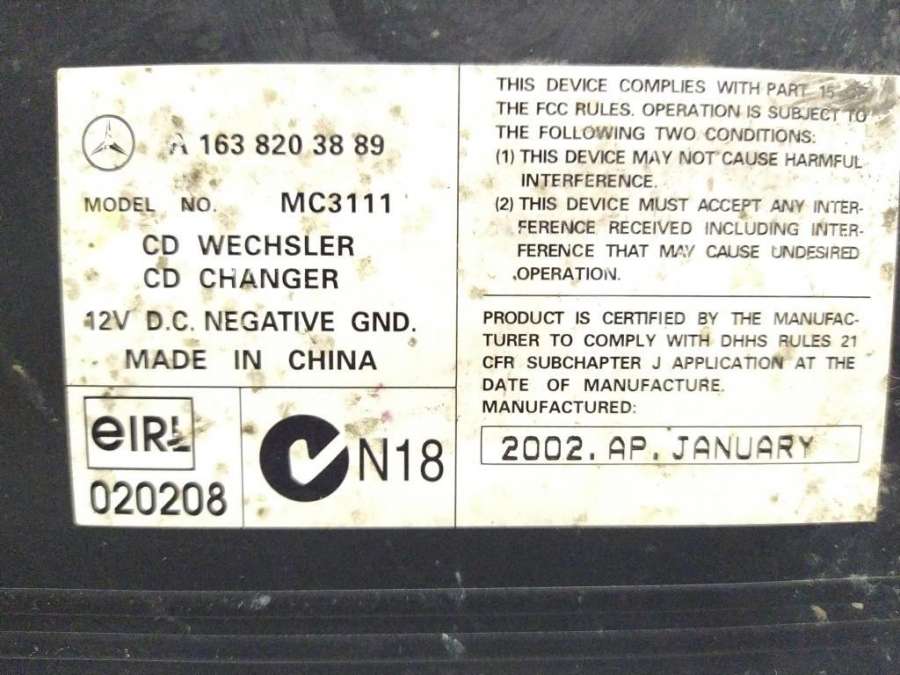 A 163 820 38 89
MODEL NO. MC3111
CD WECHSLER
CD CHANGER
12V D.C. NEGATIVE GND.
MADE IN CHINA
eIRL
020208
N18
THIS DEVICE COMPLIES WITH PART 15
THE FCC RULES. OPERATION IS SUBJECT TO
THE FOLLOWING TWO CONDITIONS:
(1) THIS DEVICE MAY NOT CAUSE HARMFUL
INTERFERENCE.
(2) THIS DEVICE MUST ACCEPT ANY INTER-
FERENCE RECEIVED INCLUDING INTER-
FERENCE THAT MAY CAUSE UNDESIRED
OPERATION.
PRODUCT IS CERTIFIED BY THE MANUFAC-
TURER TO COMPLY WITH DHHS RULES 21
CFR SUBCHAPTER J APPLICATION AT THE
DATE OF MANUFACTURE.
MANUFACTURED:
2002. AP. JANUARY